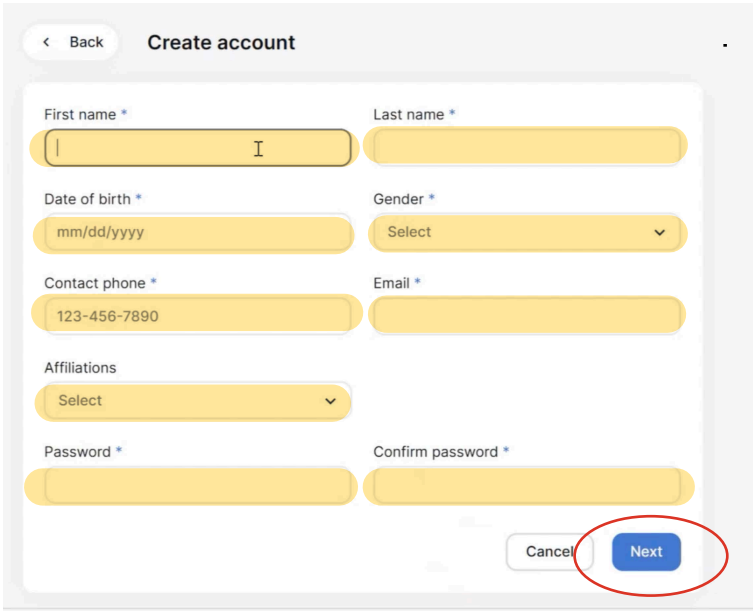 Back Create account
First name * Last name *
Date of birth * Gender *
mm/dd/yyyy Select
Contact phone * Email *
123-456-7890
Affiliations
Select
Password * Confirm password *
Cancel Next